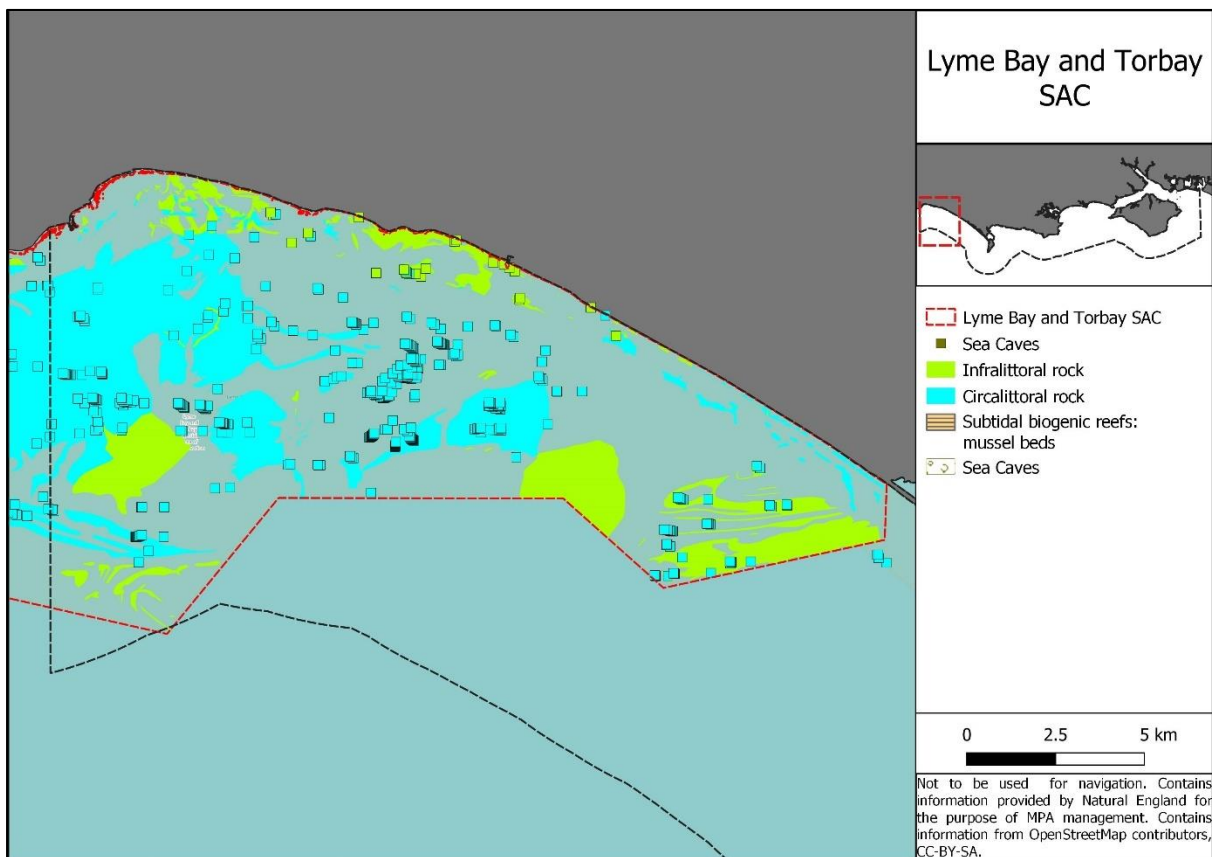 Lyme Bay and Torbay
SAC
Lyme Bay and Torbay SAC
Sea Caves
Infralittoral rock
Circalittoral rock
Subtidal biogenic reefs:
mussel beds
Sea Caves
0 2.5 5 km
Not to be used for navigation. Contains
information provided by Natural England for
the purpose of MPA management. Contains
information from OpenStreetMap contributors,
CC-BY-SA.